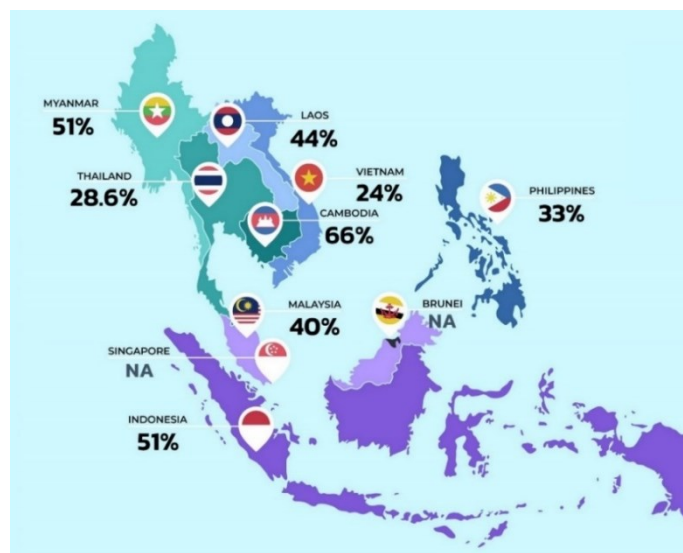 MYANMAR
51%
LAOS
44%
THAILAND
28.6%
VIETNAM
24%
CAMBODIA
66%
PHILIPPINES
33%
MALAYSIA
40%
BRUNEI
NA
SINGAPORE
NA
INDONESIA
51%